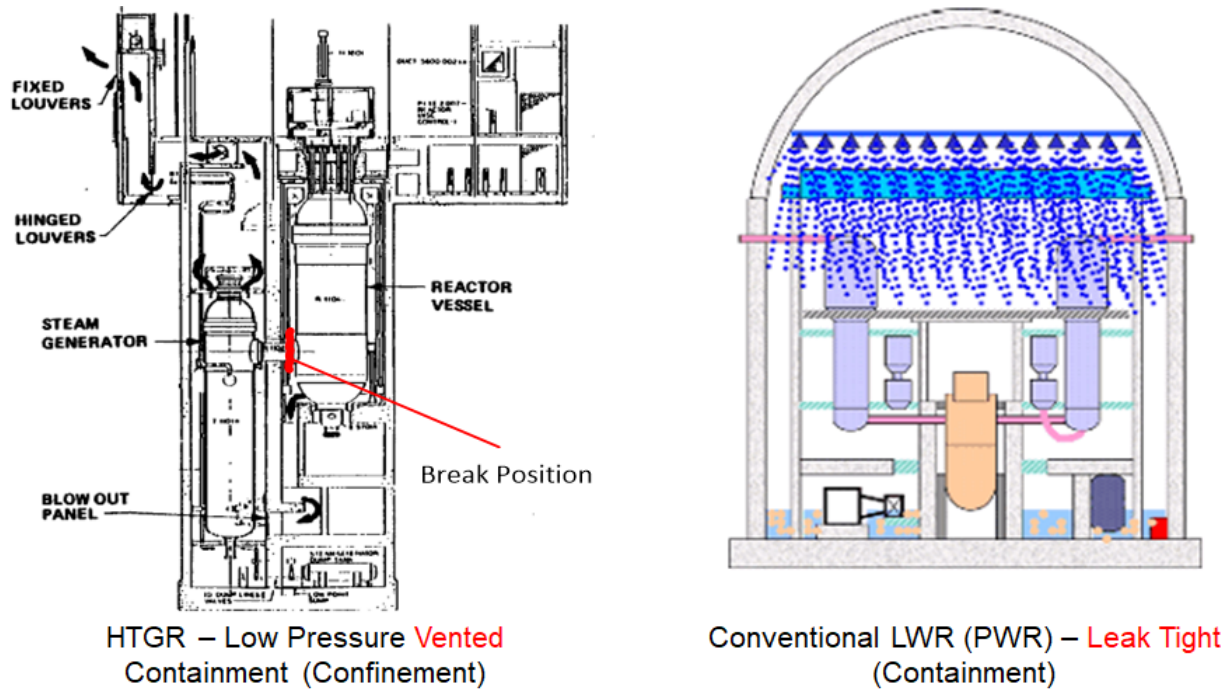 FIXED
LOUVERS
HINGED
LOUVERS
REACTOR
VESSEL
STEAM
GENERATOR
Break Position
BLOW OUT
PANEL
HTGR – Low Pressure Vented
Containment (Confinement)
Conventional LWR (PWR) – Leak Tight
(Containment)